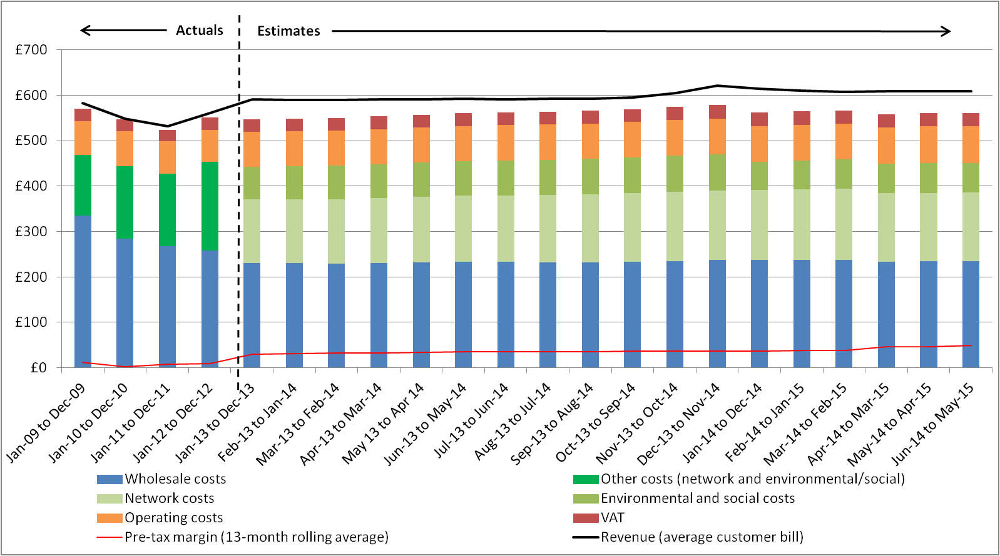 Actuals
Estimates
£700
£600
£500
£400
£300
£200
£100
£0
Jan-09 to Dec-09
Jan-10 to Dec-10
Jan-11 to Dec-11
Jan-12 to Dec-12
Jan-13 to Dec-13
Feb-13 to Jan-14
Mar-13 to Feb-14
Apr-13 to Mar-14
May 13 to Apr 14
Jun-13 to May-14
Jul-13 to Jun-14
Aug-13 to Jul-14
Sep-13 to Aug-14
Oct-13 to Sep-14
Nov-13 to Oct-14
Dec-13 to Nov-14
Jan-14 to Dec-14
Feb-14 to Jan-15
Mar-14 to Feb-15
Apr-14 to Mar-15
May-14 to Apr-15
Jun-14 to May-15
Wholesale costs
Other costs (network and environmental/social)
Network costs
Environmental and social costs
Operating costs
VAT
Pre-tax margin (13-month rolling average)
Revenue (average customer bill)